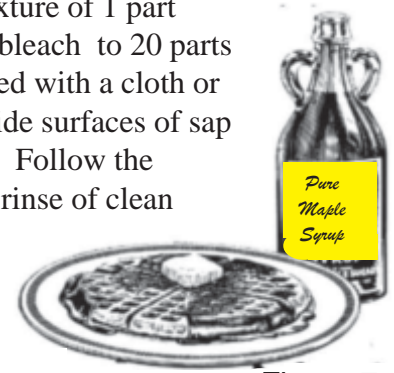 xture of 1 part
bleach to 20 parts
ed with a cloth or
ide surfaces of sap
Follow the
rinse of clean
Pure
Maple
Syrup